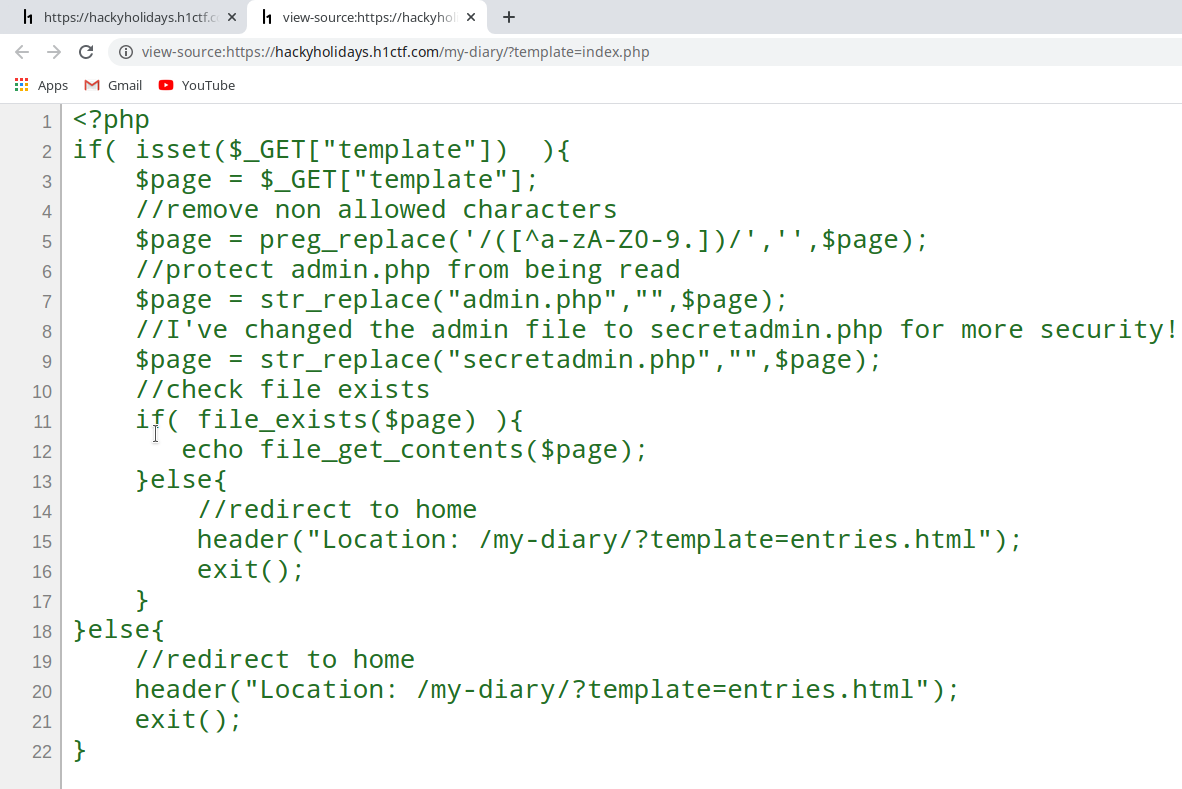 https://hackyholidays.h1ctf.c
view-source:https://hackyhol
view-source:https://hackyholidays.h1ctf.com/my-diary/?template=index.php
Apps Gmail YouTube
1 <?php
2 if( isset($_GET["template"])  ){
3     $page = $_GET["template"];
4     //remove non allowed characters
5     $page = preg_replace('/([^a-zA-Z0-9.])/','',$page);
6     //protect admin.php from being read
7     $page = str_replace("admin.php","",$page);
8     //I've changed the admin file to secretadmin.php for more security!
9     $page = str_replace("secretadmin.php","",$page);
10     //check file exists
11     if( file_exists($page) ){
12        echo file_get_contents($page);
13     }else{
14         //redirect to home
15         header("Location: /my-diary/?template=entries.html");
16         exit();
17     }
18 }else{
19     //redirect to home
20     header("Location: /my-diary/?template=entries.html");
21     exit();
22 }